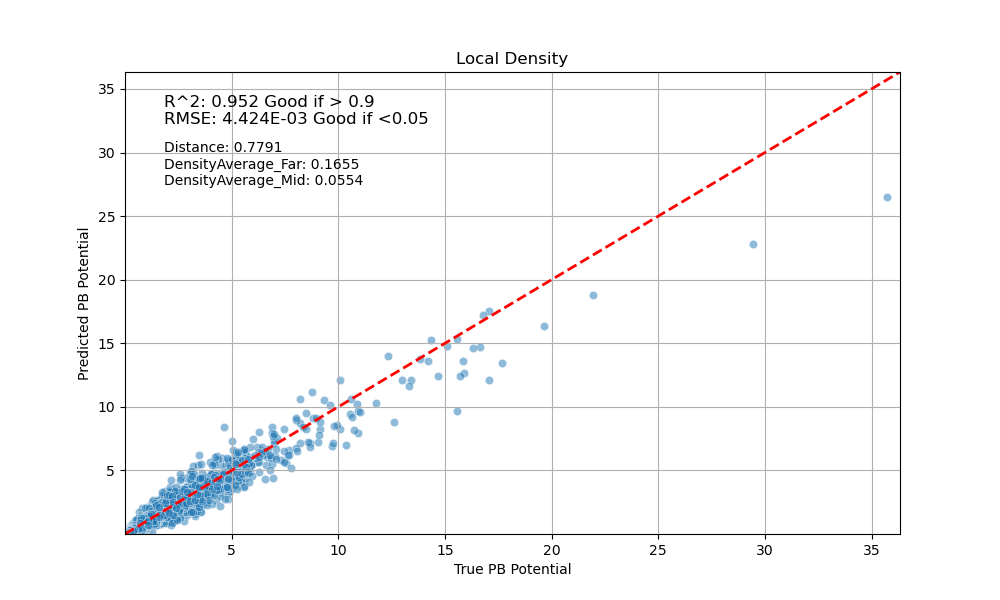 Local Density
R^2: 0.952 Good if > 0.9
RMSE: 4.424E-03 Good if <0.05
Distance: 0.7791
DensityAverage_Far: 0.1655
DensityAverage_Mid: 0.0554
Predicted PB Potential
35
30
25
20
15
10
5
5 10 15 20 25 30 35
True PB Potential